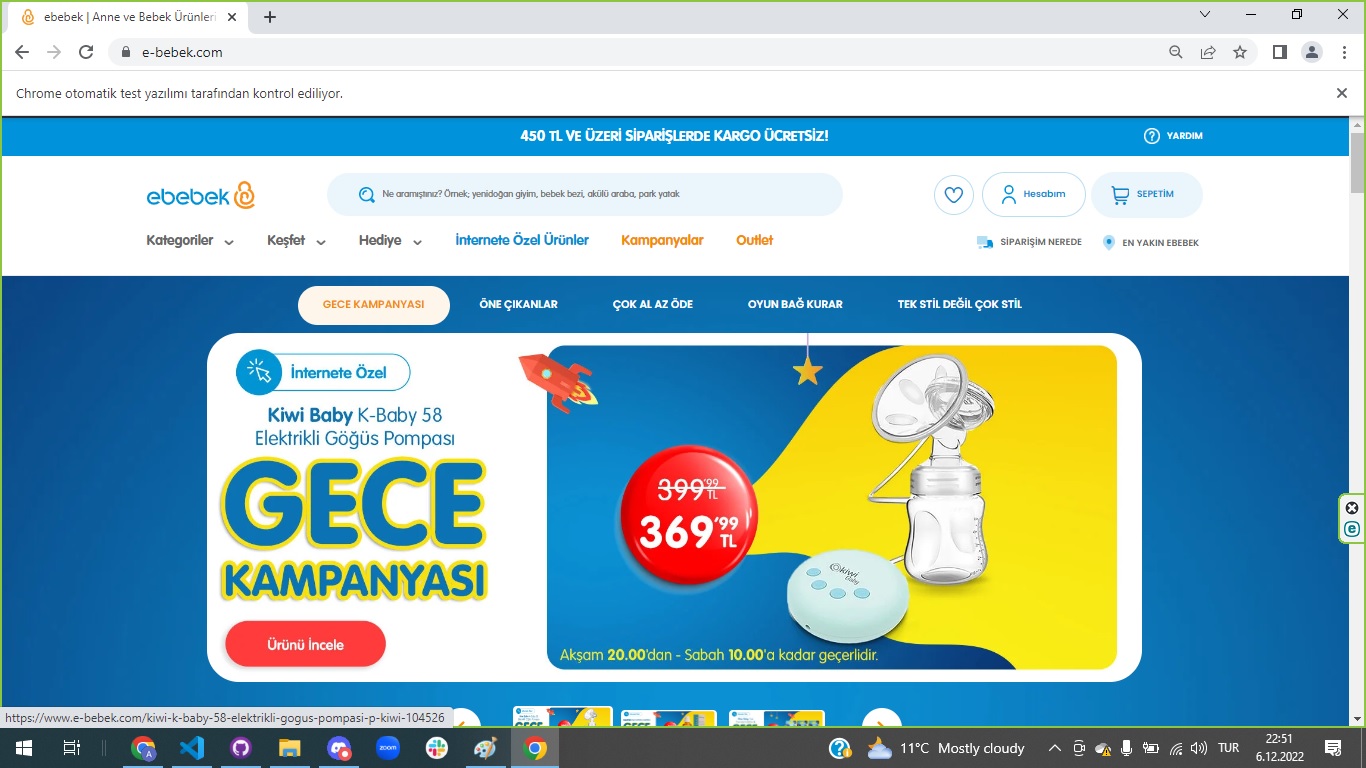 ebebek | Anne ve Bebek Ürünleri
e-bebek.com
Chrome otomatik test yazılımı tarafından kontrol ediliyor.
450 TL VE ÜZERİ SİPARİŞLERDE KARGO ÜCRETSİZ!
YARDIM
ebebek
Ne aramıştınız? Örnek; yenidoğan giyim, bebek bezi, akülü araba, park yatak
Hesabım
SEPETİM
Kategoriler
Keşfet
Hediye
İnternete Özel Ürünler
Kampanyalar
Outlet
SİPARİŞİM NEREDE
EN YAKIN EBEBEK
GECE KAMPANYASI
ÖNE ÇIKANLAR
ÇOK AL AZ ÖDE
OYUN BAĞ KURAR
TEK STİL DEĞİL ÇOK STİL
İnternete Özel
Kiwi Baby K-Baby 58
Elektrikli Göğüs Pompası
GECE
KAMPANYASI
Ürünü İncele
399'99 TL
369'99 TL
kiwi
Baby
Akşam 20.00'dan - Sabah 10.00'a kadar geçerlidir.
https://www.e-bebek.com/kiwi-k-baby-58-elektrikli-gogus-pompasi-p-kiwi-104526
zoom
11°C Mostly cloudy
TUR
22:51
6.12.2022